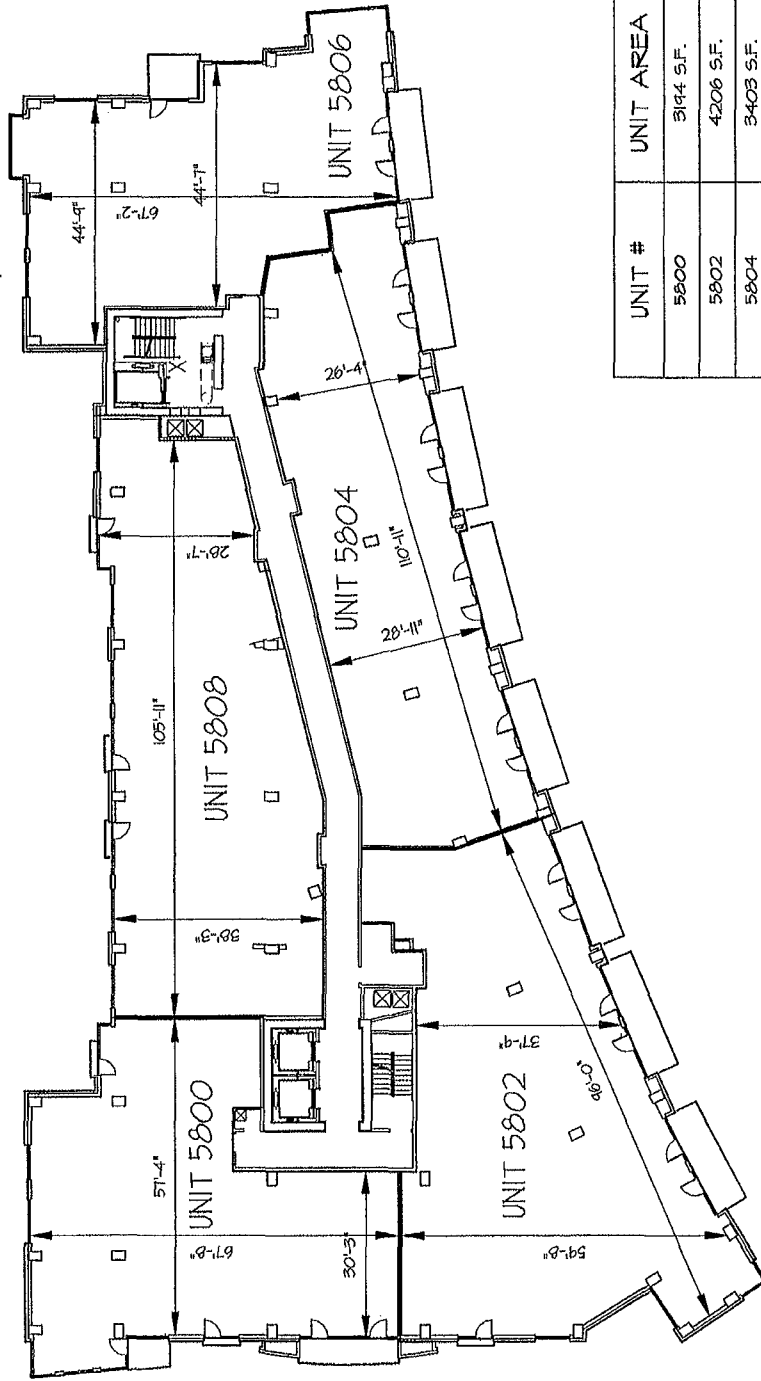 44'-9"
67'-2"
44'-7"
UNIT 5806
X
26'-4"
UNIT 5804
110'-11"
28'-11"
28'-7"
105'-11"
UNIT 5808
38'-3"
57'-4"
UNIT 5800
67'-8"
30'-3"
37'-9"
UNIT 5802
96'-0"
59'-8"
UNIT # UNIT AREA
5800 3194 S.F.
5802 4206 S.F.
5804 3403 S.F.